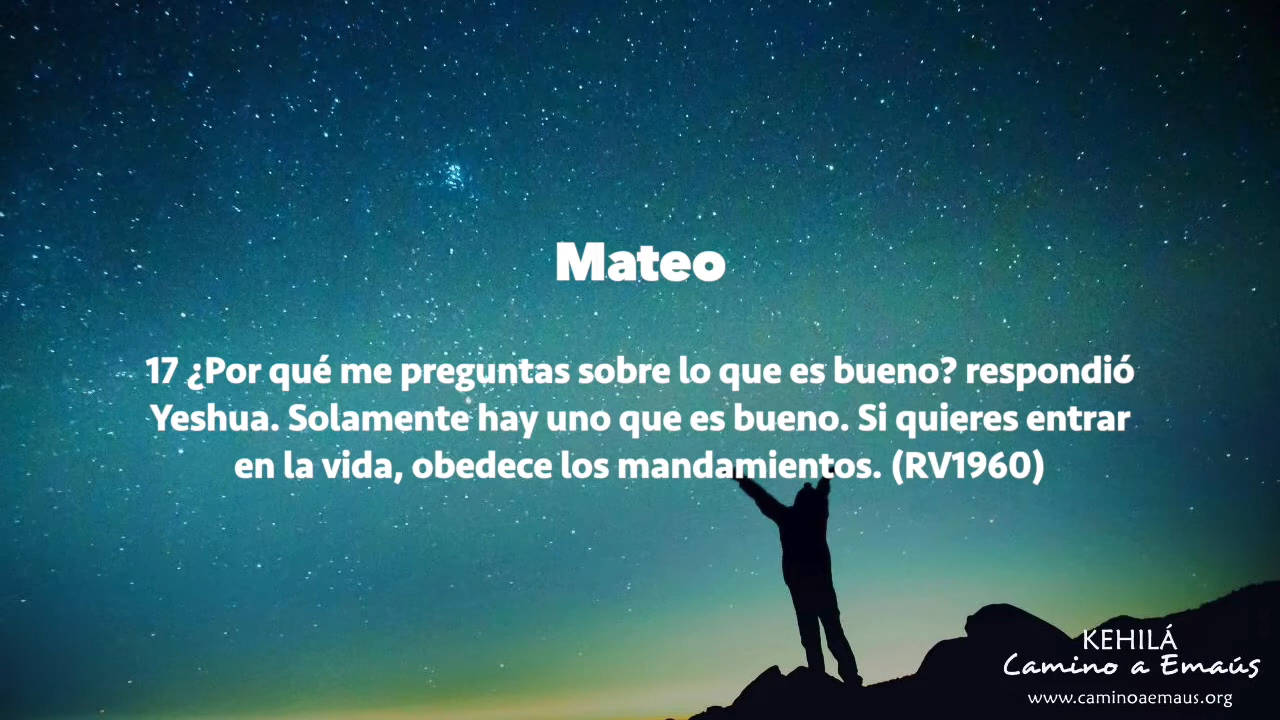 Mateo
17 ¿Por qué me preguntas sobre lo que es bueno? respondió
Yeshua. Solamente hay uno que es bueno. Si quieres entrar
en la vida, obedece los mandamientos. (RV1960)
KEHILÁ
Camino a Emaús
www.caminoaemaus.org